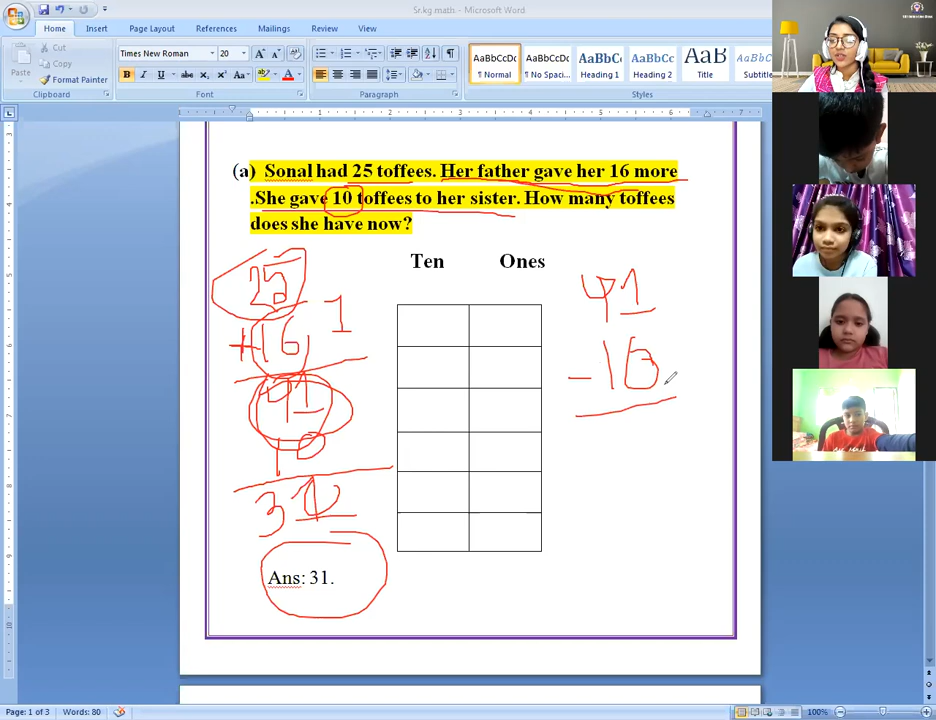 Sr.kg.math. - Microsoft Word
Home Insert Page Layout References Mailings Review View
Cut
Copy
Format Painter
Paste
Clipboard
Times New Roman 20
Font
Paragraph
AaBbCcDc AaBbCcDc AaBbC AaBbCc AaB AaBbCc
¶ Normal ¶ No Spaci... Heading 1 Heading 2 Title Subtitle
Styles
(a) Sonal had 25 toffees. Her father gave her 16 more
.She gave 10 toffees to her sister. How many toffees
does she have now?
Ten Ones
25
+16
1
41
10
31
41
-10
Ans: 31.
Page: 1 of 3 Words: 80 100%